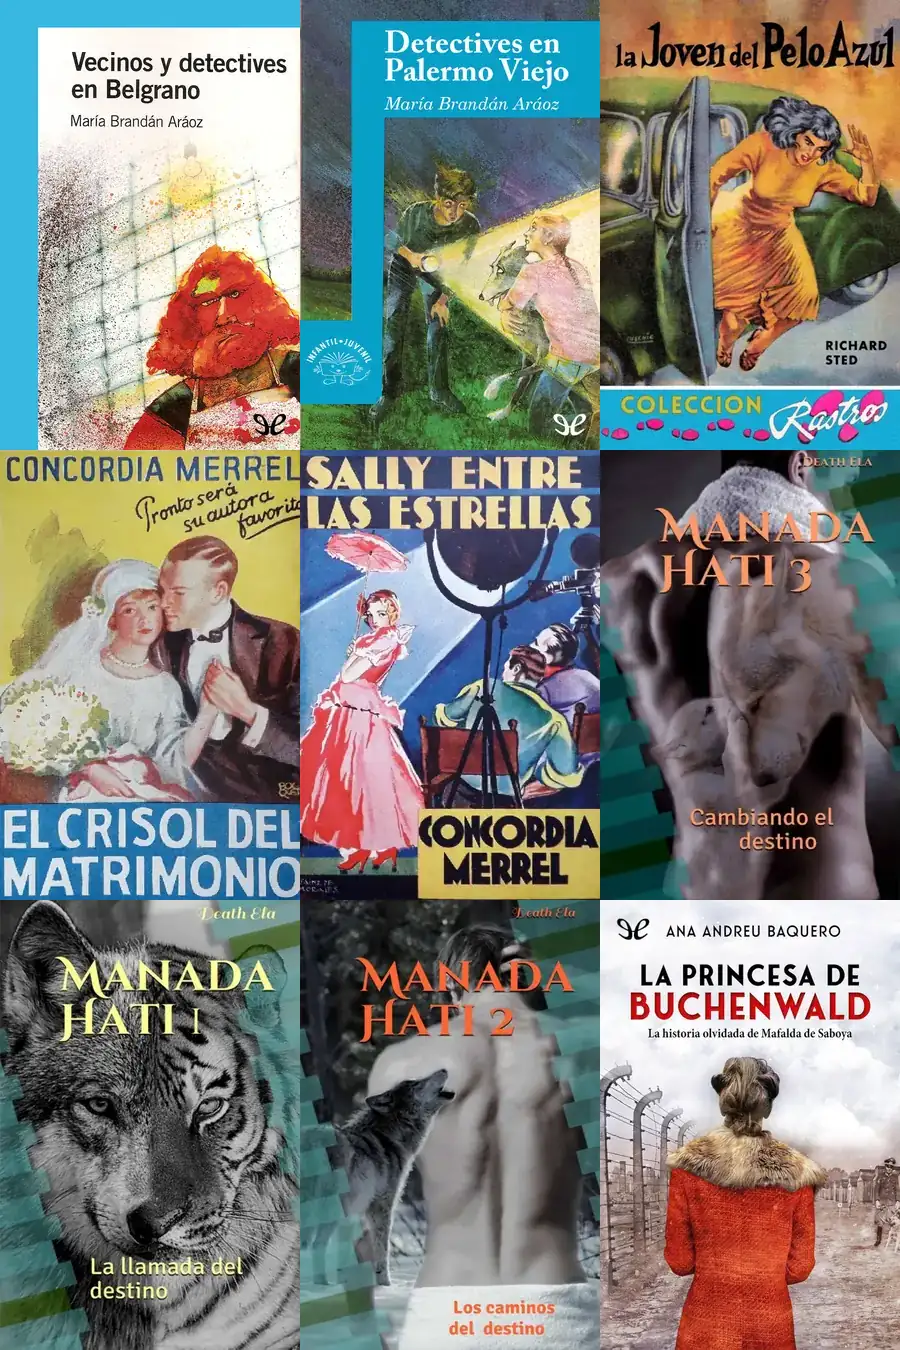 Vecinos y detectives
en Belgrano
María Brandán Aráoz
Detectives en
Palermo Viejo
María Brandán Aráoz
INFANTIL • JUVENIL
la Joven del Pelo Azul
RICHARD
STED
COLECCION Rastros
CONCORDIA MERREL
Pronto será
su autora
favorita
EL CRISOL DEL
MATRIMONIO
SALLY ENTRE
LAS ESTRELLAS
CONCORDIA
MERREL
Death Ela
Manada
Hati 3
Cambiando el
destino
Death Ela
Manada
Hati 1
La llamada del
destino
Death Ela
Manada
Hati 2
Los caminos
del destino
ANA ANDREU BAQUERO
LA PRINCESA DE
BUCHENWALD
La historia olvidada de Mafalda de Saboya